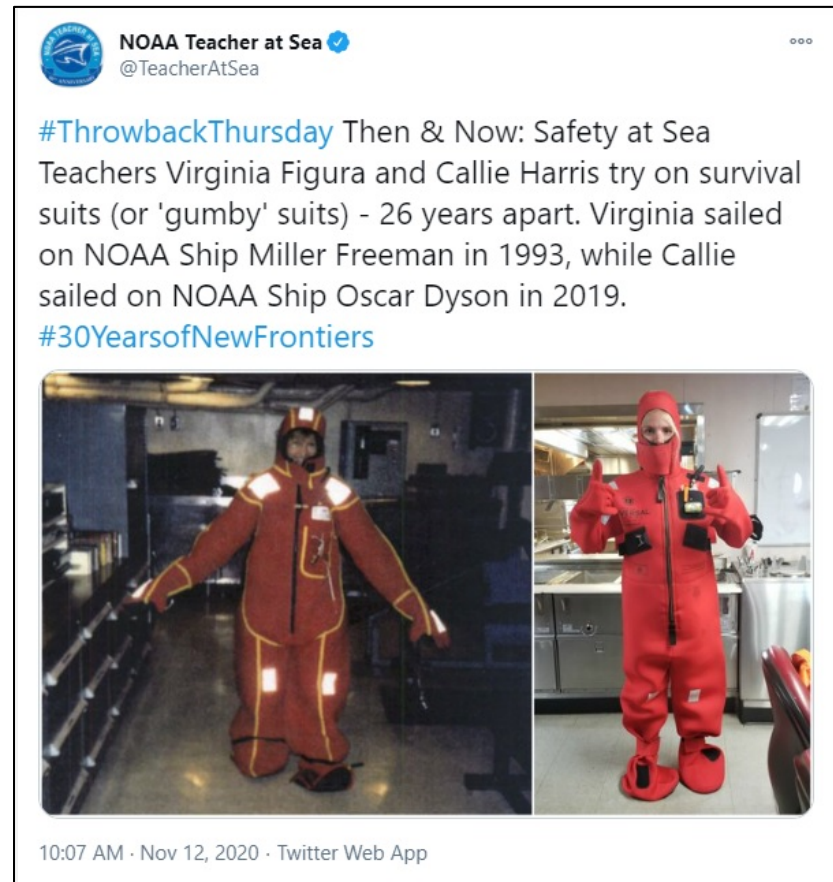 NOAA Teacher at Sea
@TeacherAtSea
#ThrowbackThursday Then & Now: Safety at Sea
Teachers Virginia Figura and Callie Harris try on survival
suits (or 'gumby' suits) - 26 years apart. Virginia sailed
on NOAA Ship Miller Freeman in 1993, while Callie
sailed on NOAA Ship Oscar Dyson in 2019.
#30YearsofNewFrontiers
10:07 AM · Nov 12, 2020 · Twitter Web App